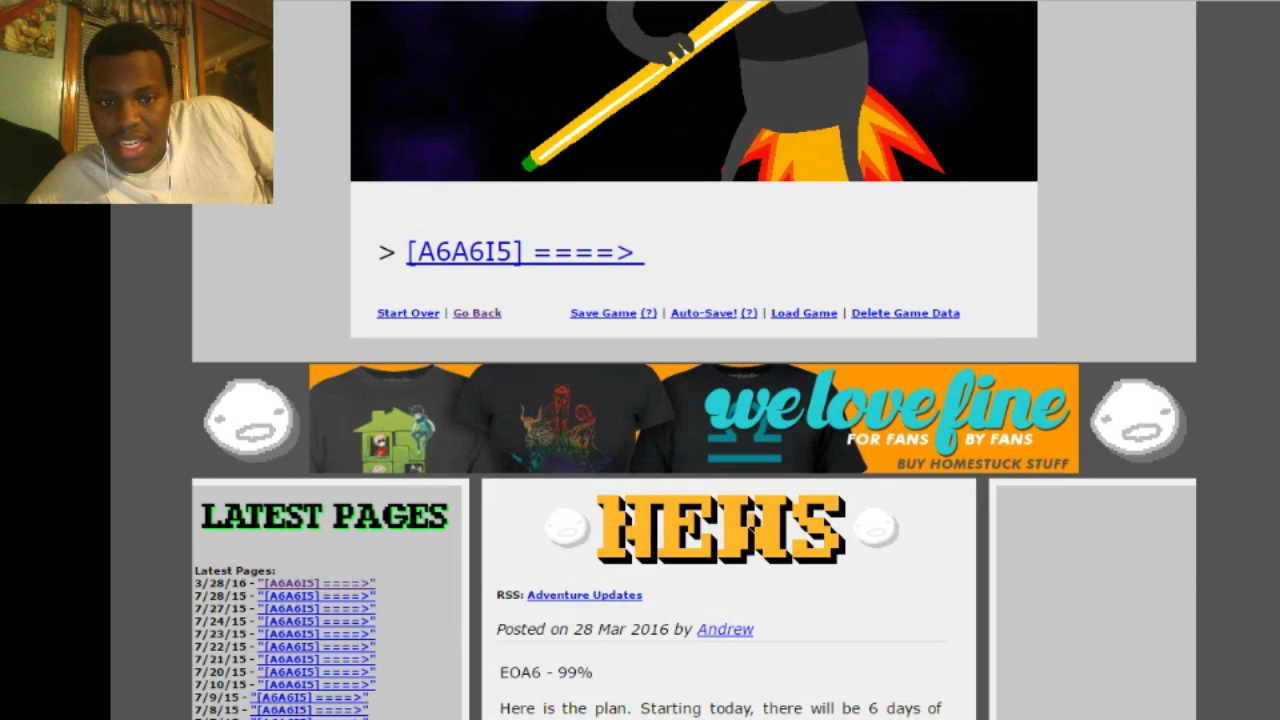 > [A6A6I5] ====>
Start Over | Go Back
Save Game (?) | Auto-Save! (?) | Load Game | Delete Game Data
welovefine
FOR FANS BY FANS
BUY HOMESTUCK STUFF
LATEST PAGES
Latest Pages:
3/28/16 - "[A6A6I5] ====>"
7/28/15 - "[A6A6I5] ====>"
7/27/15 - "[A6A6I5] ====>"
7/24/15 - "[A6A6I5] ====>"
7/23/15 - "[A6A6I5] ====>"
7/22/15 - "[A6A6I5] ====>"
7/21/15 - "[A6A6I5] ====>"
7/20/15 - "[A6A6I5] ====>"
7/10/15 - "[A6A6I5] ====>"
7/9/15 - "[A6A6I5] ====>"
7/8/15 - "[A6A6I5] ====>"
NEWS
RSS: Adventure Updates
Posted on 28 Mar 2016 by Andrew
EOA6 - 99%
Here is the plan. Starting today, there will be 6 days of